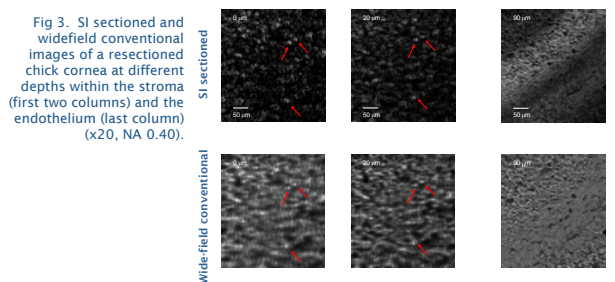 Fig 3. SI sectioned and
widefield conventional
images of a resectioned
chick cornea at different
depths within the stroma
(first two columns) and the
endothelium (last column)
(x20, NA 0.40).
SI sectioned
0 µm
50 µm
20 µm
50 µm
90 µm
50 µm
Wide-field conventional
0 µm
20 µm
90 µm